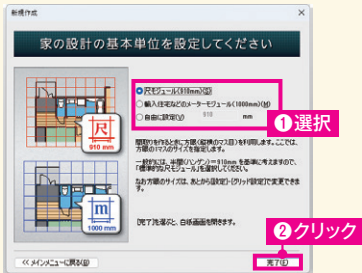 新規作成
家の設計の基本単位を設定してください
尺モジュール(910mm)(S)
輸入住宅などのメーターモジュール(1000mm)(M)
自由に設定(V) 910 mm
❶選択
尺
910 mm
間取りを作るときに方眼(縦横のマス目)を利用します。ここでは、
方眼の1マスのサイズを指定します。
一般的には、半間(ハンゲン)=910mm を基準に考えますので、
「標準的な尺モジュール」を選択してください。
なお方眼のサイズは、あとから[設定]-[グリッド設定]で変更できま
す。
m
1000 mm
[完了]を選ぶと、白紙画面を開きます。
❷クリック
<< メインメニューに戻る(B)
完了(E)